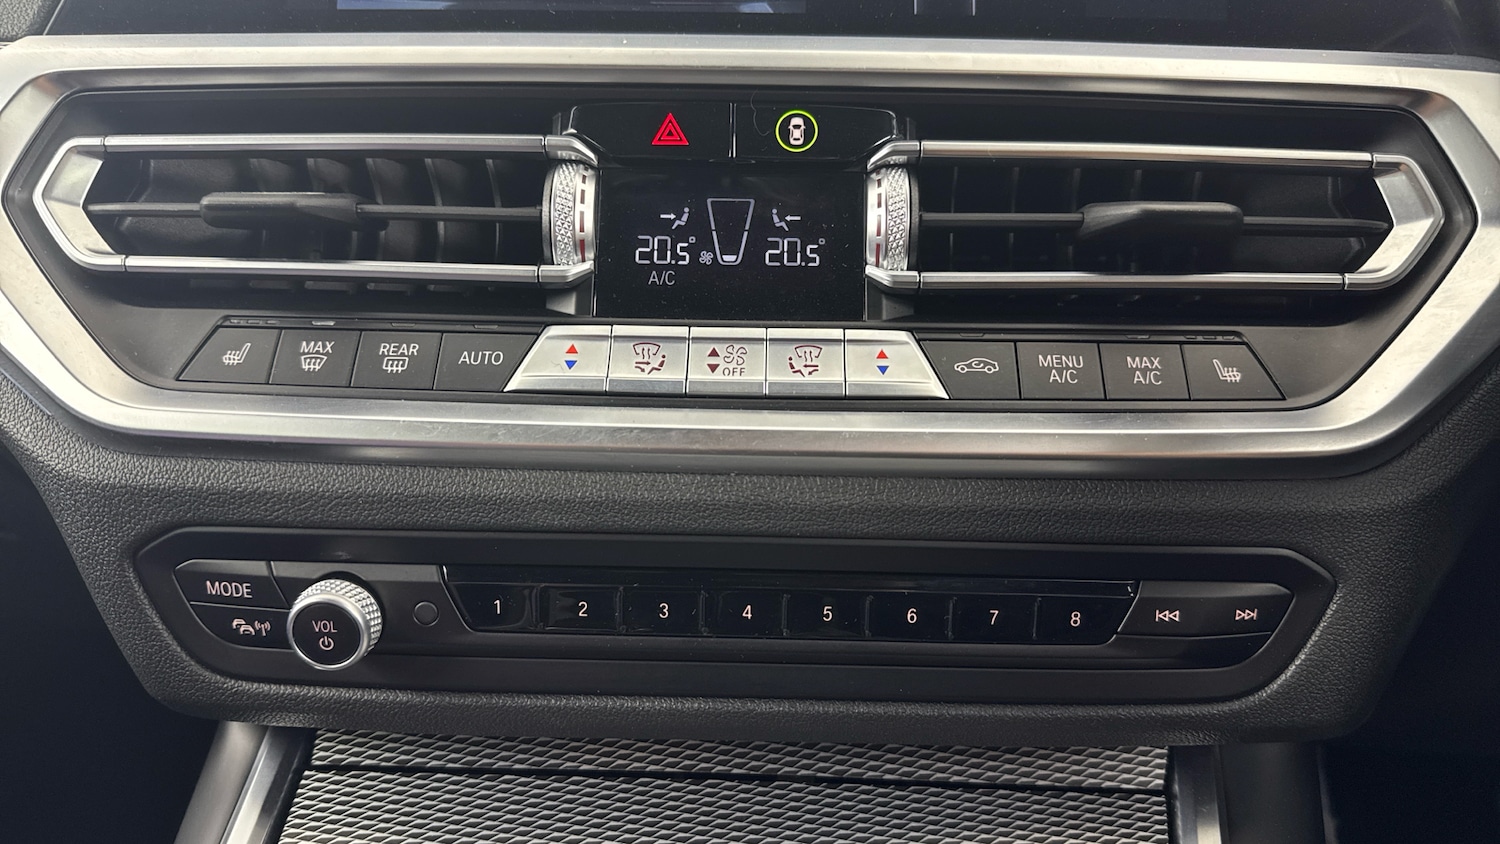 20.5° 20.5°
A/C
MAX
REAR
AUTO
OFF
MENU
A/C
MAX
A/C
MODE
VOL
1 2 3 4 5 6 7 8